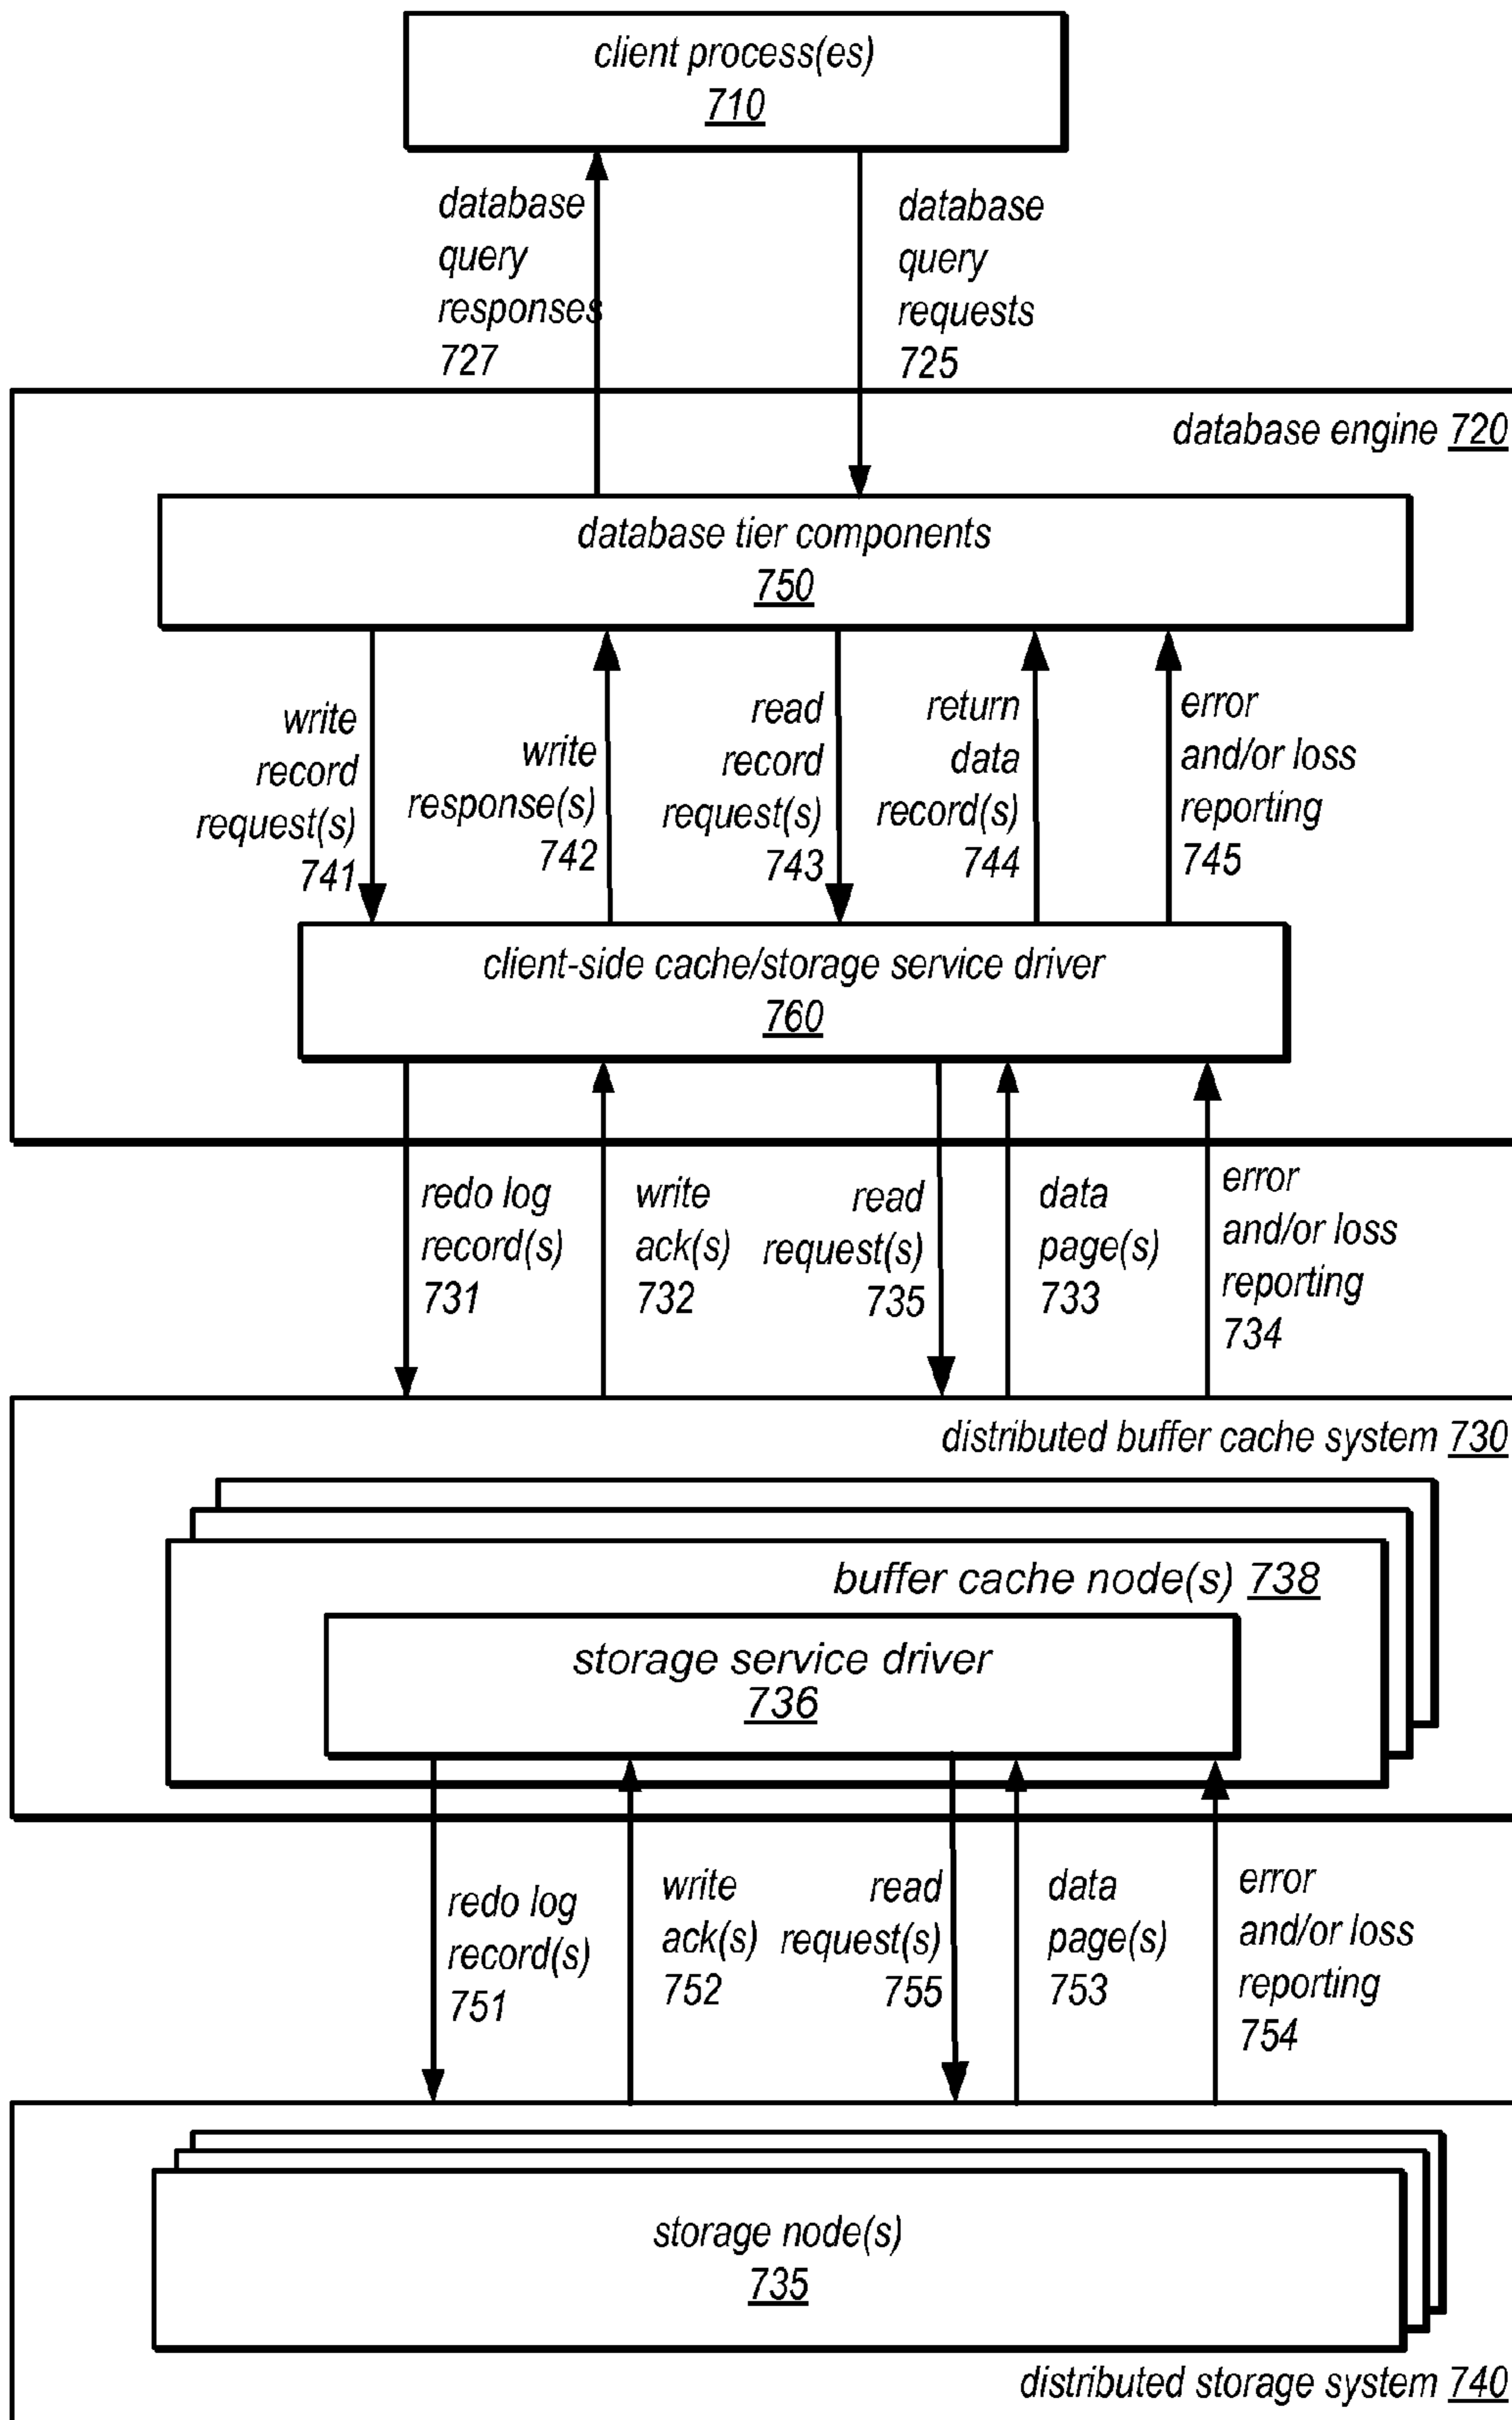 client process(es)
710
database
query
responses
727
database
query
requests
725
database engine 720
database tier components
750
write
record
request(s)
741
write
response(s)
742
read
record
request(s)
743
return
data
record(s)
744
error
and/or loss
reporting
745
client-side cache/storage service driver
760
redo log
record(s)
731
write
ack(s)
732
read
request(s)
735
data
page(s)
733
error
and/or loss
reporting
734
distributed buffer cache system 730
buffer cache node(s) 738
storage service driver
736
redo log
record(s)
751
write
ack(s)
752
read
request(s)
755
data
page(s)
753
error
and/or loss
reporting
754
storage node(s)
735
distributed storage system 740